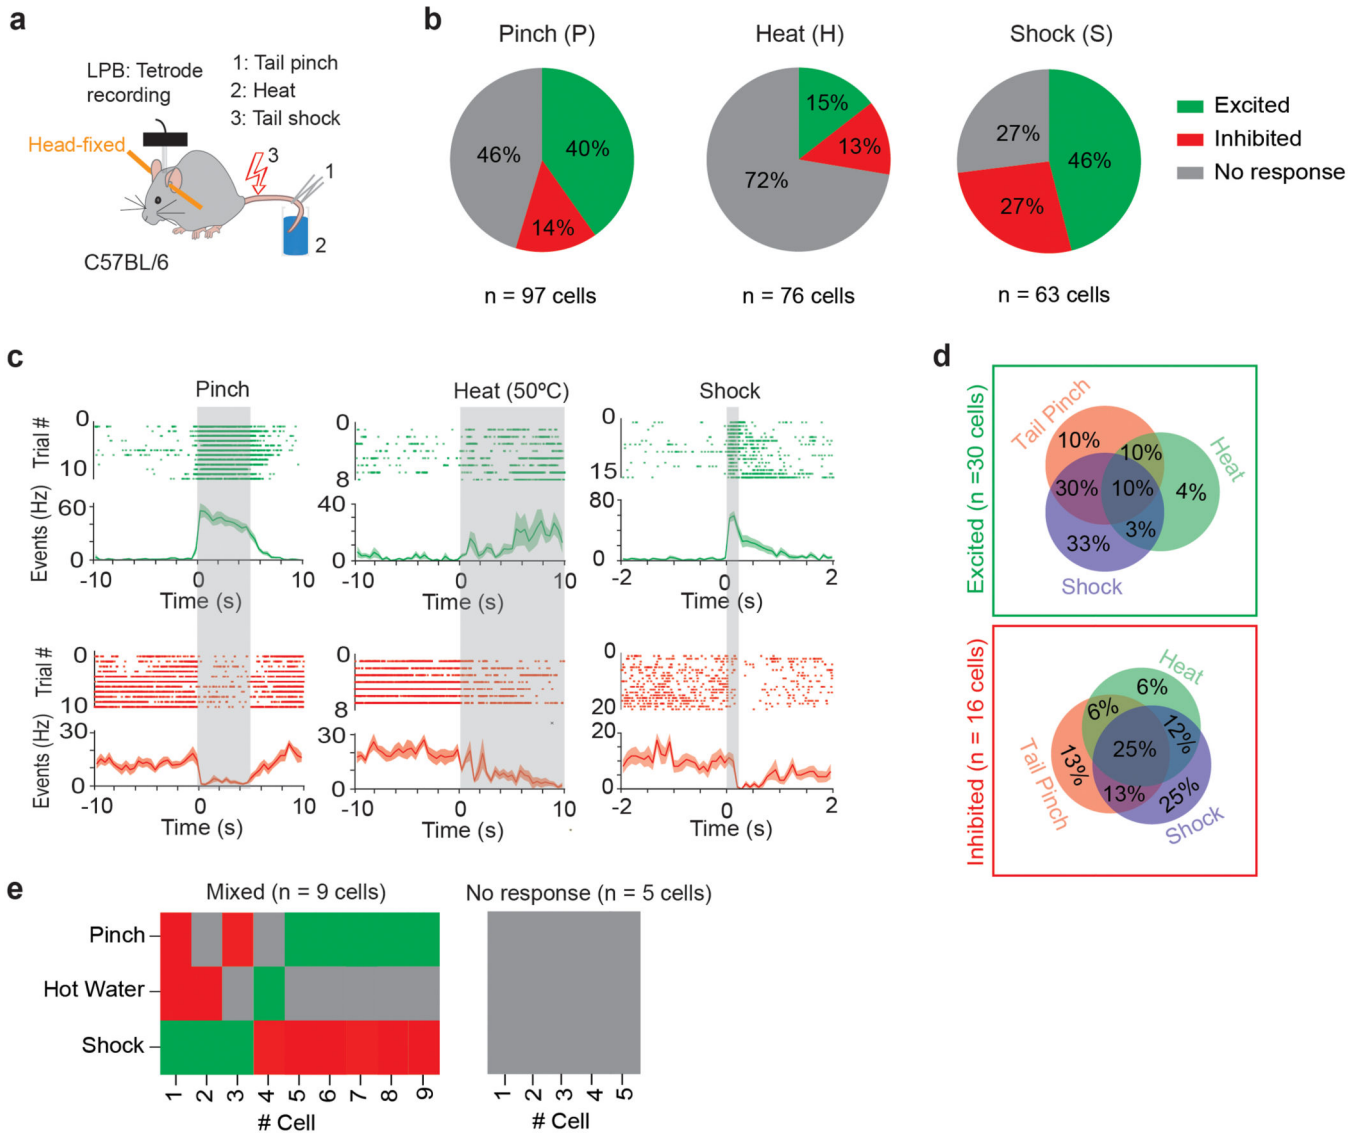 a
LPB: Tetrode
recording
1: Tail pinch
2: Heat
3: Tail shock
Head-fixed
3
1
2
C57BL/6
b
Pinch (P)
Heat (H)
Shock (S)
46%
40%
14%
15%
13%
72%
27%
46%
27%
Excited
Inhibited
No response
n = 97 cells
n = 76 cells
n = 63 cells
c
Pinch
Heat (50ºC)
Shock
Trial #
0
10
0
8
0
15
Events (Hz)
60
0
40
0
80
0
-10
0
10
-10
0
10
-2
0
2
Time (s)
Time (s)
Time (s)
Trial #
0
10
0
8
0
20
Events (Hz)
30
0
30
0
20
0
-10
0
10
-10
0
10
-2
0
2
Time (s)
Time (s)
Time (s)
d
Excited (n =30 cells)
Tail Pinch
Heat
Shock
10%
10%
30%
10%
4%
33%
3%
Inhibited (n = 16 cells)
Heat
Tail Pinch
Shock
6%
6%
12%
25%
13%
13%
25%
e
Mixed (n = 9 cells)
No response (n = 5 cells)
Pinch
Hot Water
Shock
1
2
3
4
5
6
7
8
9
# Cell
1
2
3
4
5
# Cell